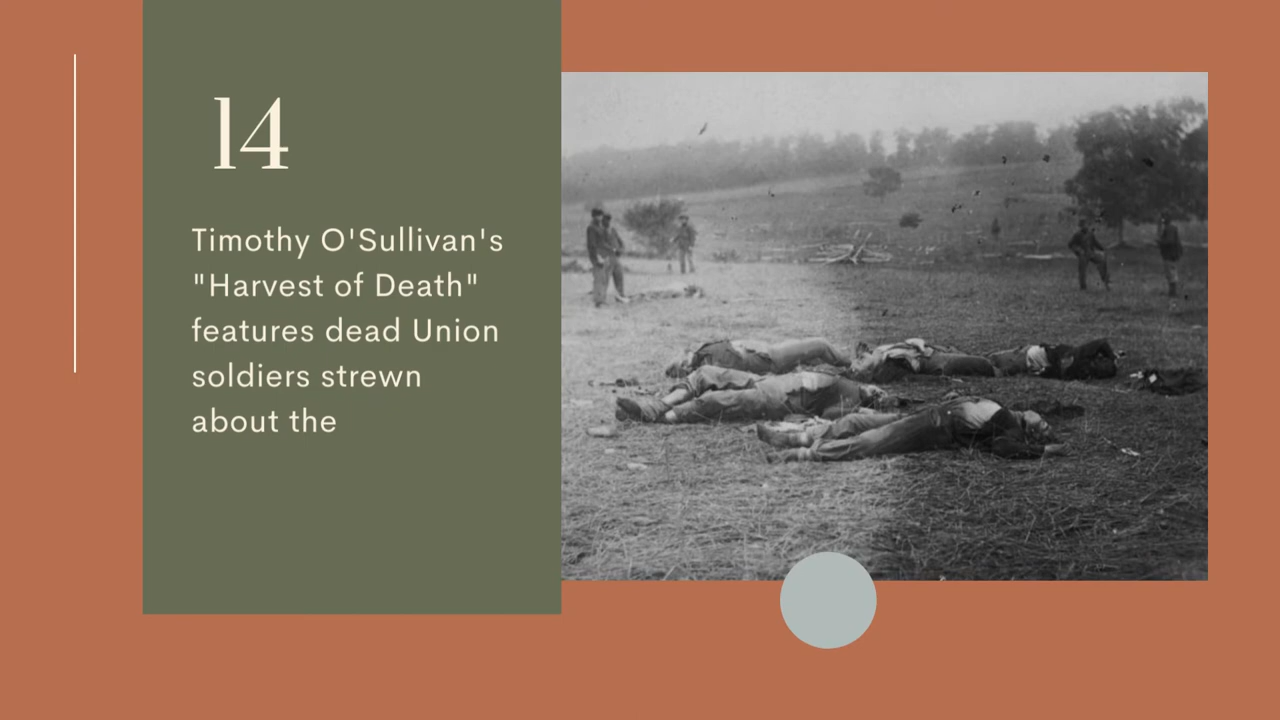 14
Timothy O'Sullivan's
"Harvest of Death"
features dead Union
soldiers strewn
about the